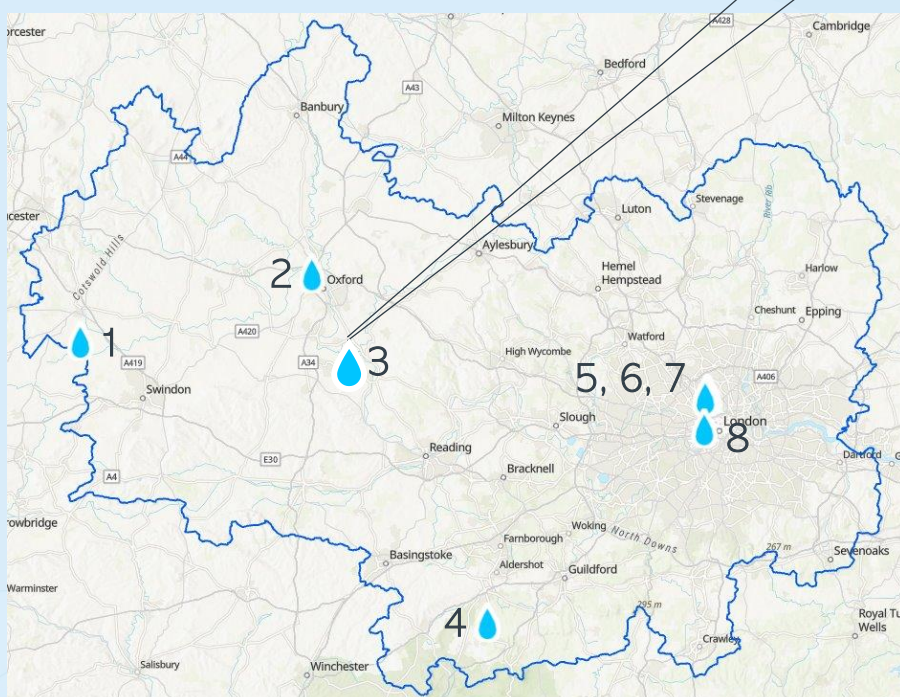 A428
Cambridge
orcester
Bedford
A43
Banbury
Milton Keynes
A44
Stevenage
River Rib
ucester
Luton
Aylesbury
Cotswold Hills
2
Oxford
Hemel
Hempstead
Harlow
Cheshunt
Epping
A420
1
Watford
High Wycombe
A419
A34
3
5, 6, 7
A406
Swindon
Slough
London
8
Reading
Dartford
G
E30
Bracknell
A4
rowbridge
Woking
North Downs
Farnborough
267 m
Sevenoaks
Basingstoke
Aldershot
Guildford
Warminster
295 m
4
Royal Tu
Wells
Crawley
Salisbury
Winchester